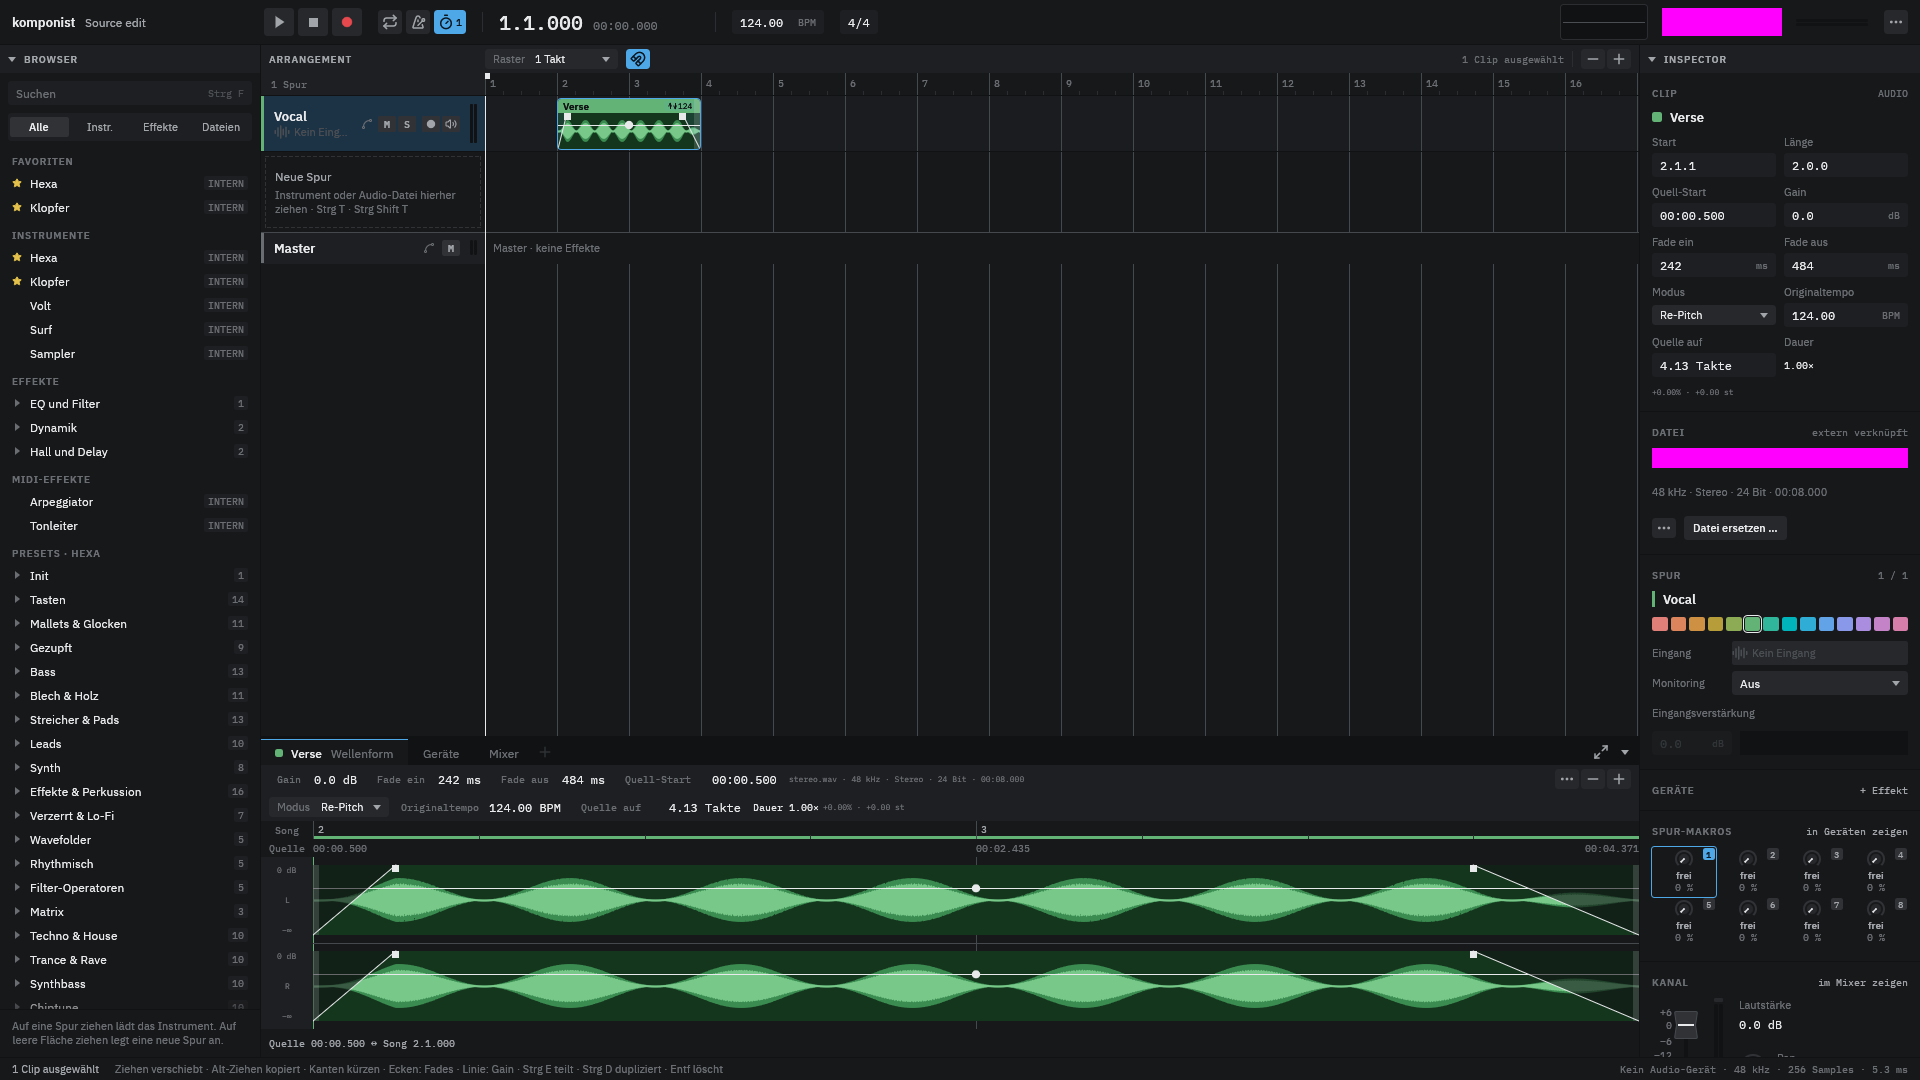 komponist Source edit
1
1.1.000 00:00.000
124.00 BPM
4/4
BROWSER
Suchen Strg F
Alle Instr. Effekte Dateien
FAVORITEN
Hexa INTERN
Klopfer INTERN
INSTRUMENTE
Hexa INTERN
Klopfer INTERN
Volt INTERN
Surf INTERN
Sampler INTERN
EFFEKTE
EQ und Filter 1
Dynamik 2
Hall und Delay 2
MIDI-EFFEKTE
Arpeggiator INTERN
Tonleiter INTERN
PRESETS · HEXA
Init 1
Tasten 14
Mallets & Glocken 11
Gezupft 9
Bass 13
Blech & Holz 11
Streicher & Pads 13
Leads 10
Synth 8
Effekte & Perkussion 16
Verzerrt & Lo-Fi 7
Wavefolder 5
Rhythmisch 5
Filter-Operatoren 5
Matrix 3
Techno & House 10
Trance & Rave 10
Synthbass 10
Chiptune 10
Auf eine Spur ziehen lädt das Instrument. Auf
leere Fläche ziehen legt eine neue Spur an.
ARRANGEMENT
Raster 1 Takt
1 Clip ausgewählt
1 Spur
1 2 3 4 5 6 7 8 9 10 11 12 13 14 15 16
Vocal
Kein Eing...
M S
Verse 124
Neue Spur
Instrument oder Audio-Datei hierher
ziehen · Strg T · Strg Shift T
Master M
Master · keine Effekte
Verse Wellenform Geräte Mixer
Gain 0.0 dB Fade ein 242 ms Fade aus 484 ms Quell-Start 00:00.500 stereo.wav · 48 kHz · Stereo · 24 Bit · 00:08.000
Modus Re-Pitch Originaltempo 124.00 BPM Quelle auf 4.13 Takte Dauer 1.00× +0.00% · +0.00 st
Song 2 3
Quelle 00:00.500 00:02.435 00:04.371
0 dB
L
-∞
0 dB
R
-∞
Quelle 00:00.500 ⇔ Song 2.1.000
INSPECTOR
CLIP AUDIO
Verse
Start Länge
2.1.1 2.0.0
Quell-Start Gain
00:00.500 0.0 dB
Fade ein Fade aus
242 ms 484 ms
Modus Originaltempo
Re-Pitch 124.00 BPM
Quelle auf Dauer
4.13 Takte 1.00×
+0.00% · +0.00 st
DATEI extern verknüpft
48 kHz · Stereo · 24 Bit · 00:08.000
Datei ersetzen ...
SPUR 1 / 1
Vocal
Eingang Kein Eingang
Monitoring Aus
Eingangsverstärkung
0.0 dB
GERÄTE + Effekt
SPUR-MAKROS in Geräten zeigen
1 2 3 4
frei frei frei frei
0 % 0 % 0 % 0 %
5 6 7 8
frei frei frei frei
0 % 0 % 0 % 0 %
KANAL im Mixer zeigen
Lautstärke
+6
0 0.0 dB
-6
-12 Pan
1 Clip ausgewählt Ziehen verschiebt · Alt-Ziehen kopiert · Kanten kürzen · Ecken: Fades · Linie: Gain · Strg E teilt · Strg D dupliziert · Entf löscht
Kein Audio-Gerät · 48 kHz · 256 Samples · 5.3 ms